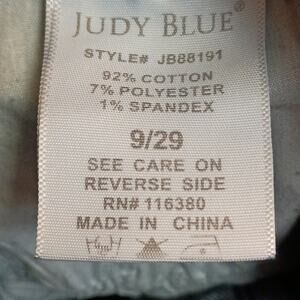 JUDY BLUE®
STYLE# JB88191
92% COTTON
7% POLYESTER
1% SPANDEX
9/29
SEE CARE ON
REVERSE SIDE
RN# 116380
MADE IN CHINA